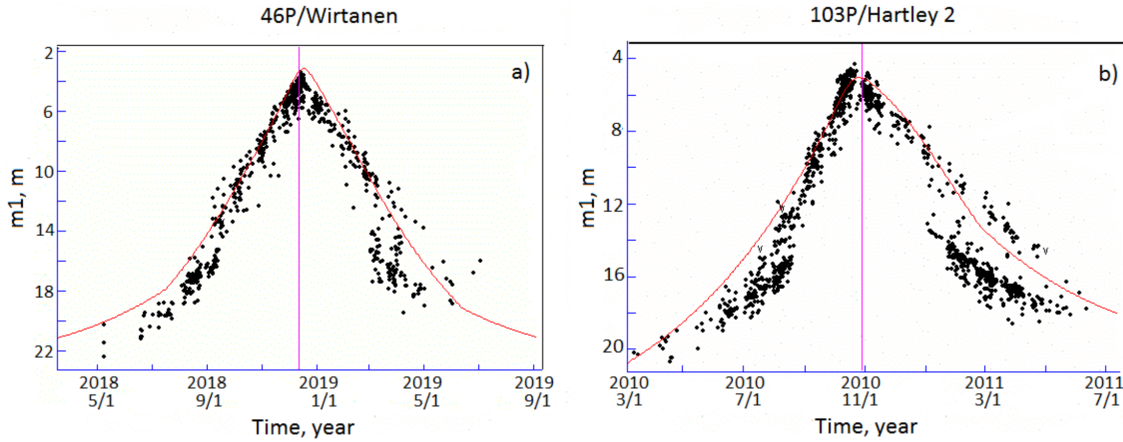 46P/Wirtanen
2
6
10
14
18
22
m1, m
a)
2018 2018 2019 2019 2019
5/1 9/1 1/1 5/1 9/1
Time, year
103P/Hartley 2
4
8
12
16
20
m1, m
b)
v
v
v
2010 2010 2010 2011 2011
3/1 7/1 11/1 3/1 7/1
Time, year